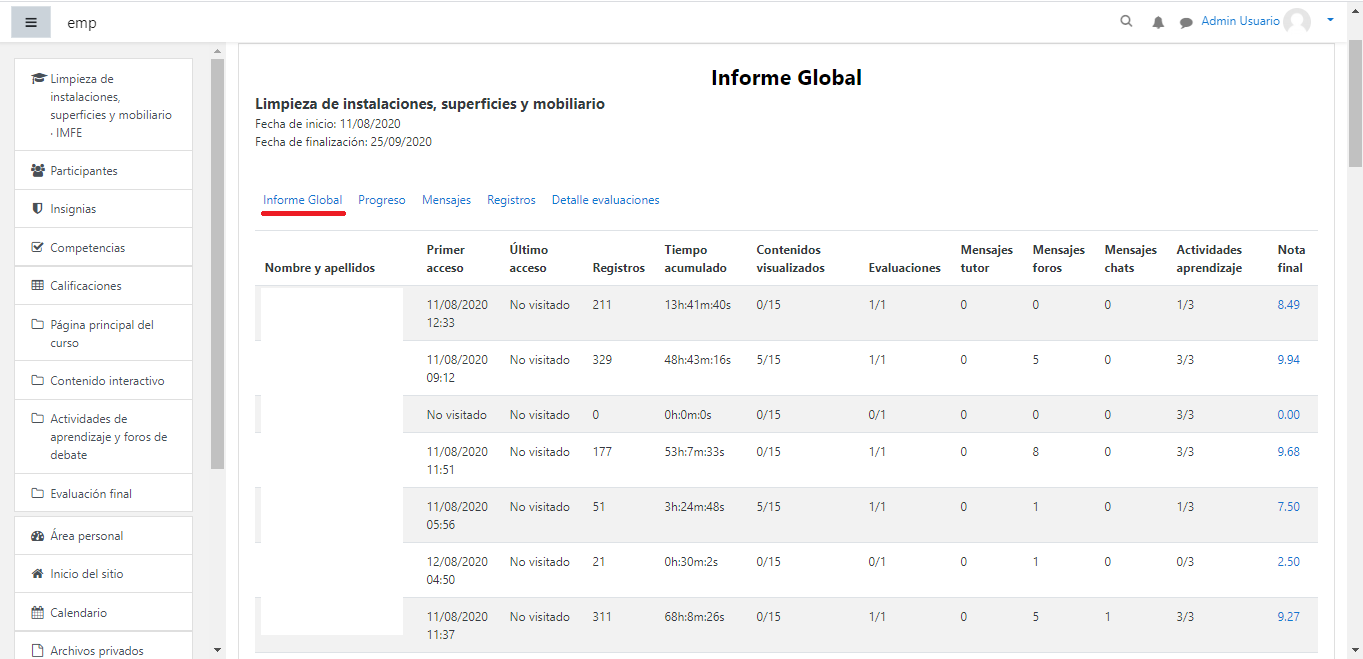 emp
Admin Usuario
Limpieza de
instalaciones,
superficies y mobiliario
· IMFE
Participantes
Insignias
Competencias
Calificaciones
Página principal del
curso
Contenido interactivo
Actividades de
aprendizaje y foros de
debate
Evaluación final
Área personal
Inicio del sitio
Calendario
Archivos privados
Informe Global
Limpieza de instalaciones, superficies y mobiliario
Fecha de inicio: 11/08/2020
Fecha de finalización: 25/09/2020
Informe Global Progreso Mensajes Registros Detalle evaluaciones
Nombre y apellidos Primer acceso Último acceso Registros Tiempo acumulado Contenidos visualizados Evaluaciones Mensajes tutor Mensajes foros Mensajes chats Actividades aprendizaje Nota final
11/08/2020 12:33 No visitado 211 13h:41m:40s 0/15 1/1 0 0 0 1/3 8.49
11/08/2020 09:12 No visitado 329 48h:43m:16s 5/15 1/1 0 5 0 3/3 9.94
No visitado No visitado 0 0h:0m:0s 0/15 0/1 0 0 0 3/3 0.00
11/08/2020 11:51 No visitado 177 53h:7m:33s 0/15 1/1 0 8 0 3/3 9.68
11/08/2020 05:56 No visitado 51 3h:24m:48s 5/15 1/1 0 1 0 1/3 7.50
12/08/2020 04:50 No visitado 21 0h:30m:2s 0/15 0/1 0 1 0 0/3 2.50
11/08/2020 11:37 No visitado 311 68h:8m:26s 0/15 1/1 0 5 1 3/3 9.27